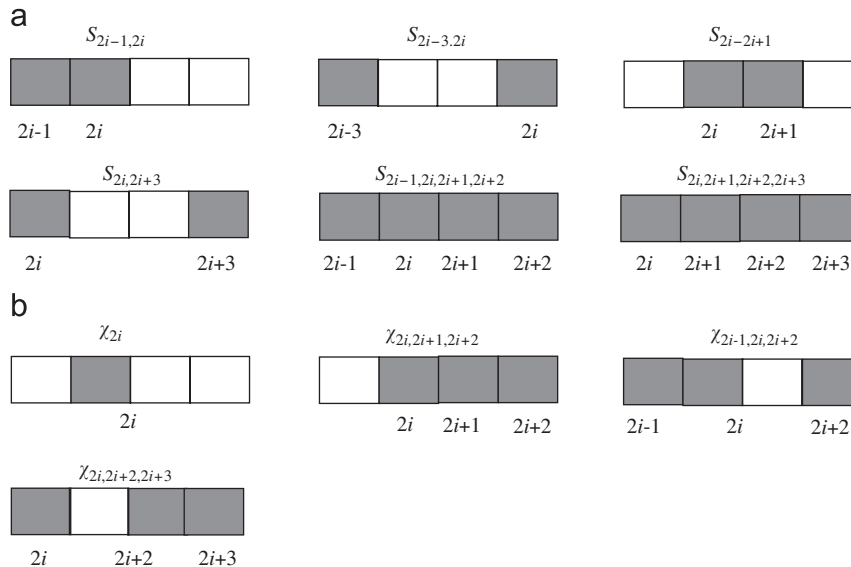 a
S2i−1,2i S2i−3.2i S2i−2i+1
2i-1 2i 2i-3 2i 2i 2i+1
S2i,2i+3 S2i−1,2i,2i+1,2i+2 S2i,2i+1,2i+2,2i+3
2i 2i+3 2i-1 2i 2i+1 2i+2 2i 2i+1 2i+2 2i+3
b
χ2i χ2i,2i+1,2i+2 χ2i-1,2i,2i+2
2i 2i 2i+1 2i+2 2i-1 2i 2i+2
χ2i,2i+2,2i+3
2i 2i+2 2i+3